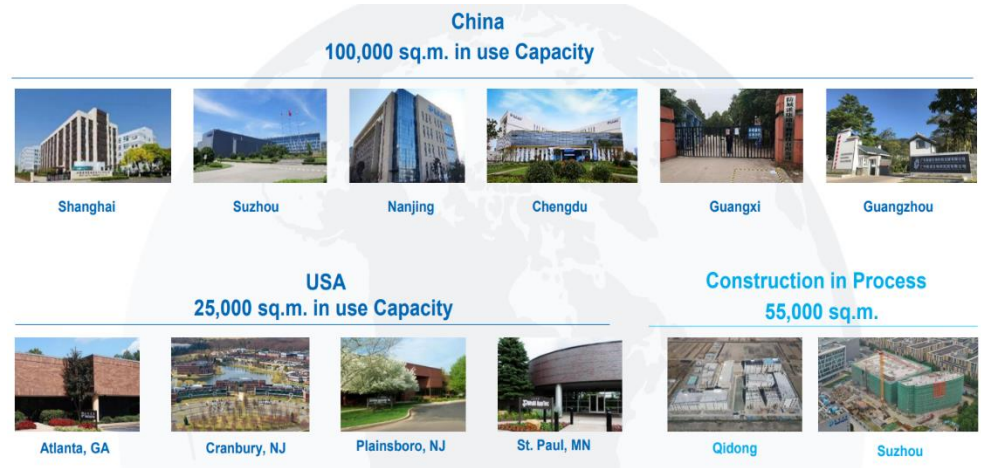 China
100,000 sq.m. in use Capacity
Shanghai
Suzhou
Nanjing
Chengdu
Guangxi
Guangzhou
USA
25,000 sq.m. in use Capacity
Construction in Process
55,000 sq.m.
Atlanta, GA
Cranbury, NJ
Plainsboro, NJ
St. Paul, MN
Qidong
Suzhou